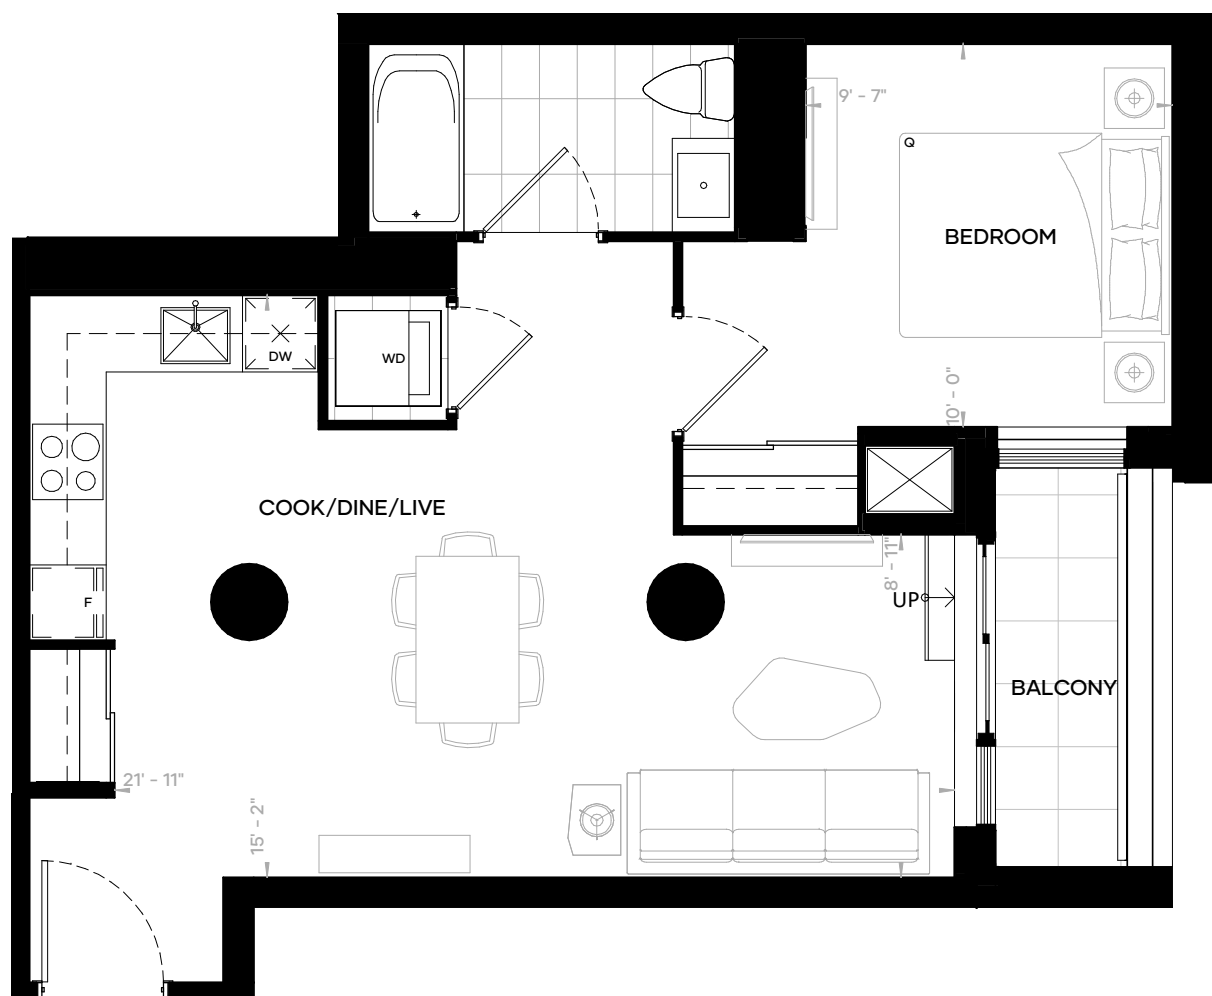 9' - 7"
Q
BEDROOM
DW
WD
10' - 0"
COOK/DINE/LIVE
8' - 11"
F
UP
BALCONY
21' - 11"
15' - 2"